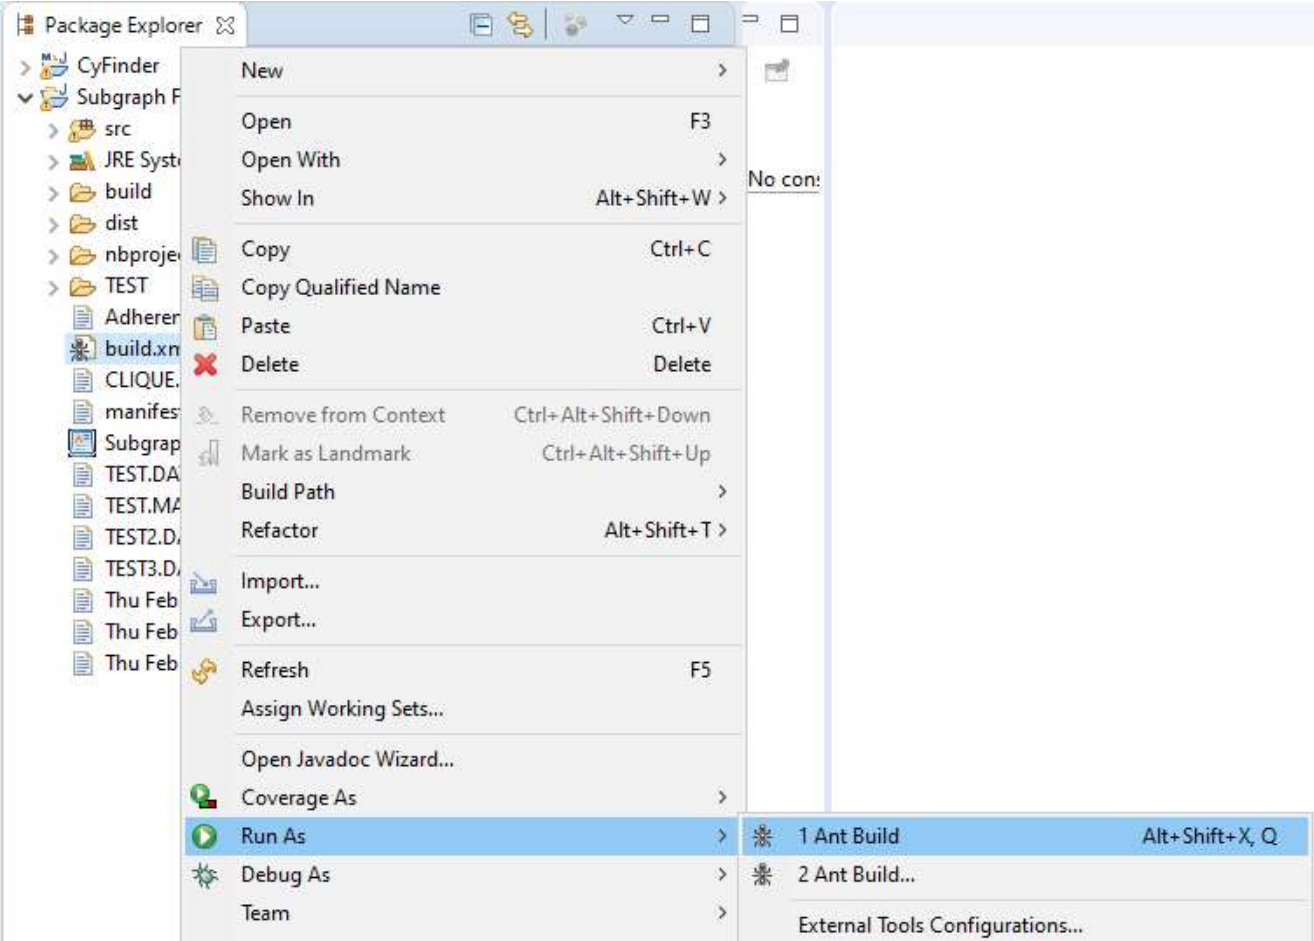 Package Explorer
CyFinder
Subgraph F
src
JRE Syste
build
dist
nbproje
TEST
Adheren
build.xm
CLIQUE.
manifes
Subgrap
TEST.DA
TEST.MA
TEST2.D
TEST3.D
Thu Feb
Thu Feb
Thu Feb
New
Open F3
Open With
Show In Alt+Shift+W
Copy Ctrl+C
Copy Qualified Name
Paste Ctrl+V
Delete Delete
Remove from Context Ctrl+Alt+Shift+Down
Mark as Landmark Ctrl+Alt+Shift+Up
Build Path
Refactor Alt+Shift+T
Import...
Export...
Refresh F5
Assign Working Sets...
Open Javadoc Wizard...
Coverage As
Run As
Debug As
Team
No cons
1 Ant Build Alt+Shift+X, Q
2 Ant Build...
External Tools Configurations...